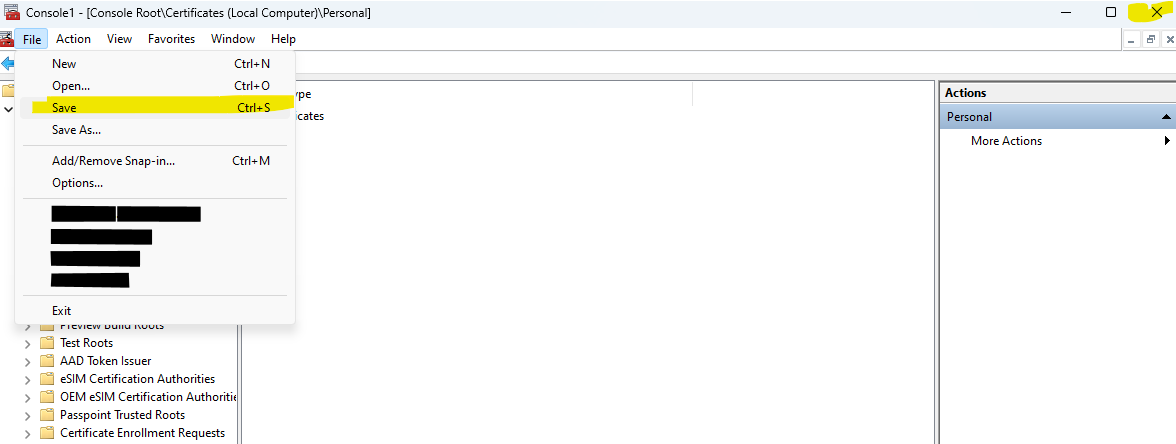 Console1 - [Console Root\Certificates (Local Computer)\Personal]
File Action View Favorites Window Help
New Ctrl+N
Open... Ctrl+O
Save Ctrl+S
Save As...
Add/Remove Snap-in... Ctrl+M
Options...
Exit
ype
icates
Actions
Personal
More Actions
Preview Build Roots
Test Roots
AAD Token Issuer
eSIM Certification Authorities
OEM eSIM Certification Authoritie
Passpoint Trusted Roots
Certificate Enrollment Requests